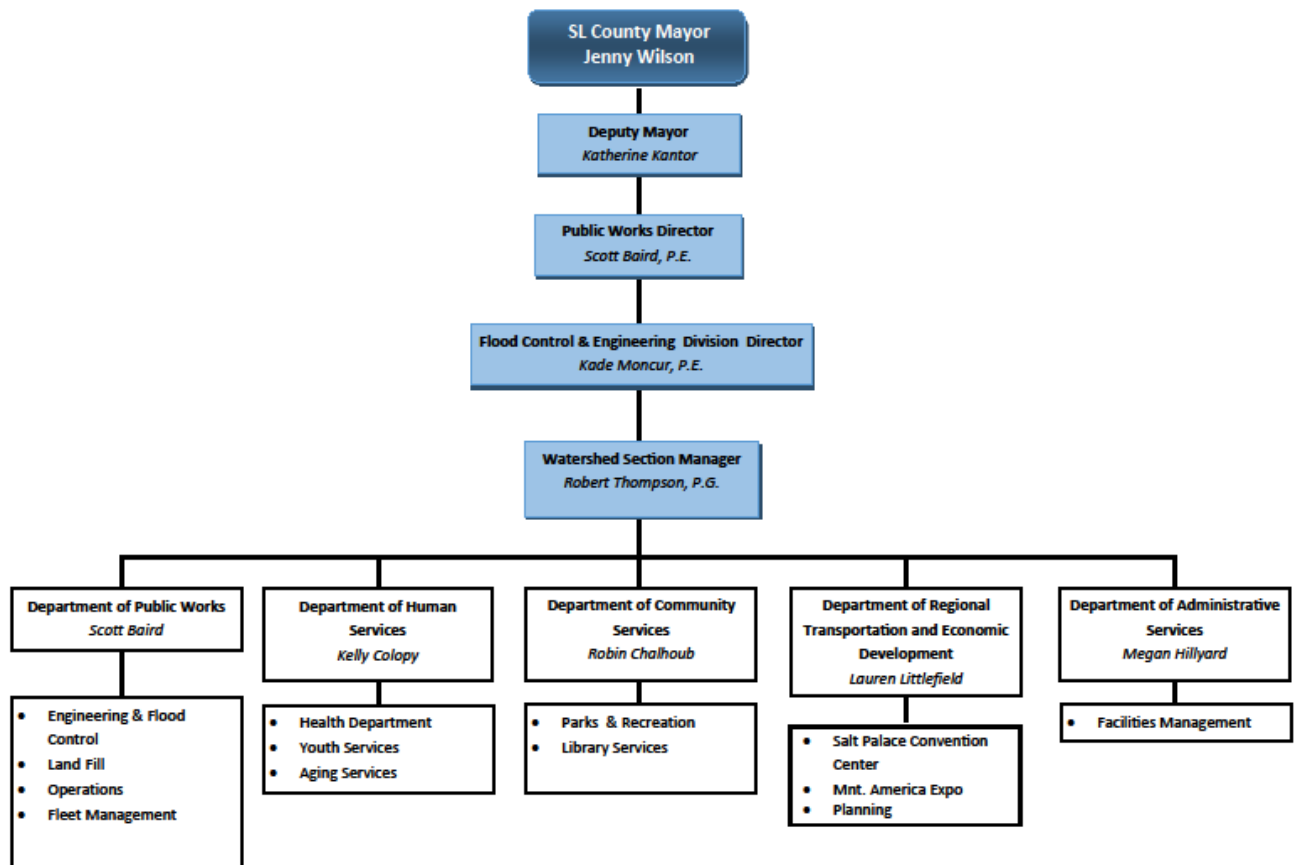 SL County Mayor
Jenny Wilson
Deputy Mayor
Katherine Kantor
Public Works Director
Scott Baird, P.E.
Flood Control & Engineering Division Director
Kade Moncur, P.E.
Watershed Section Manager
Robert Thompson, P.G.
Department of Public Works
Scott Baird
Department of Human
Services
Kelly Colopy
Department of Community
Services
Robin Chalhoub
Department of Regional
Transportation and Economic
Development
Lauren Littlefield
Department of Administrative
Services
Megan Hillyard
• Engineering & Flood
Control
• Land Fill
• Operations
• Fleet Management
• Health Department
• Youth Services
• Aging Services
• Parks & Recreation
• Library Services
• Salt Palace Convention
Center
• Mnt. America Expo
• Planning
• Facilities Management